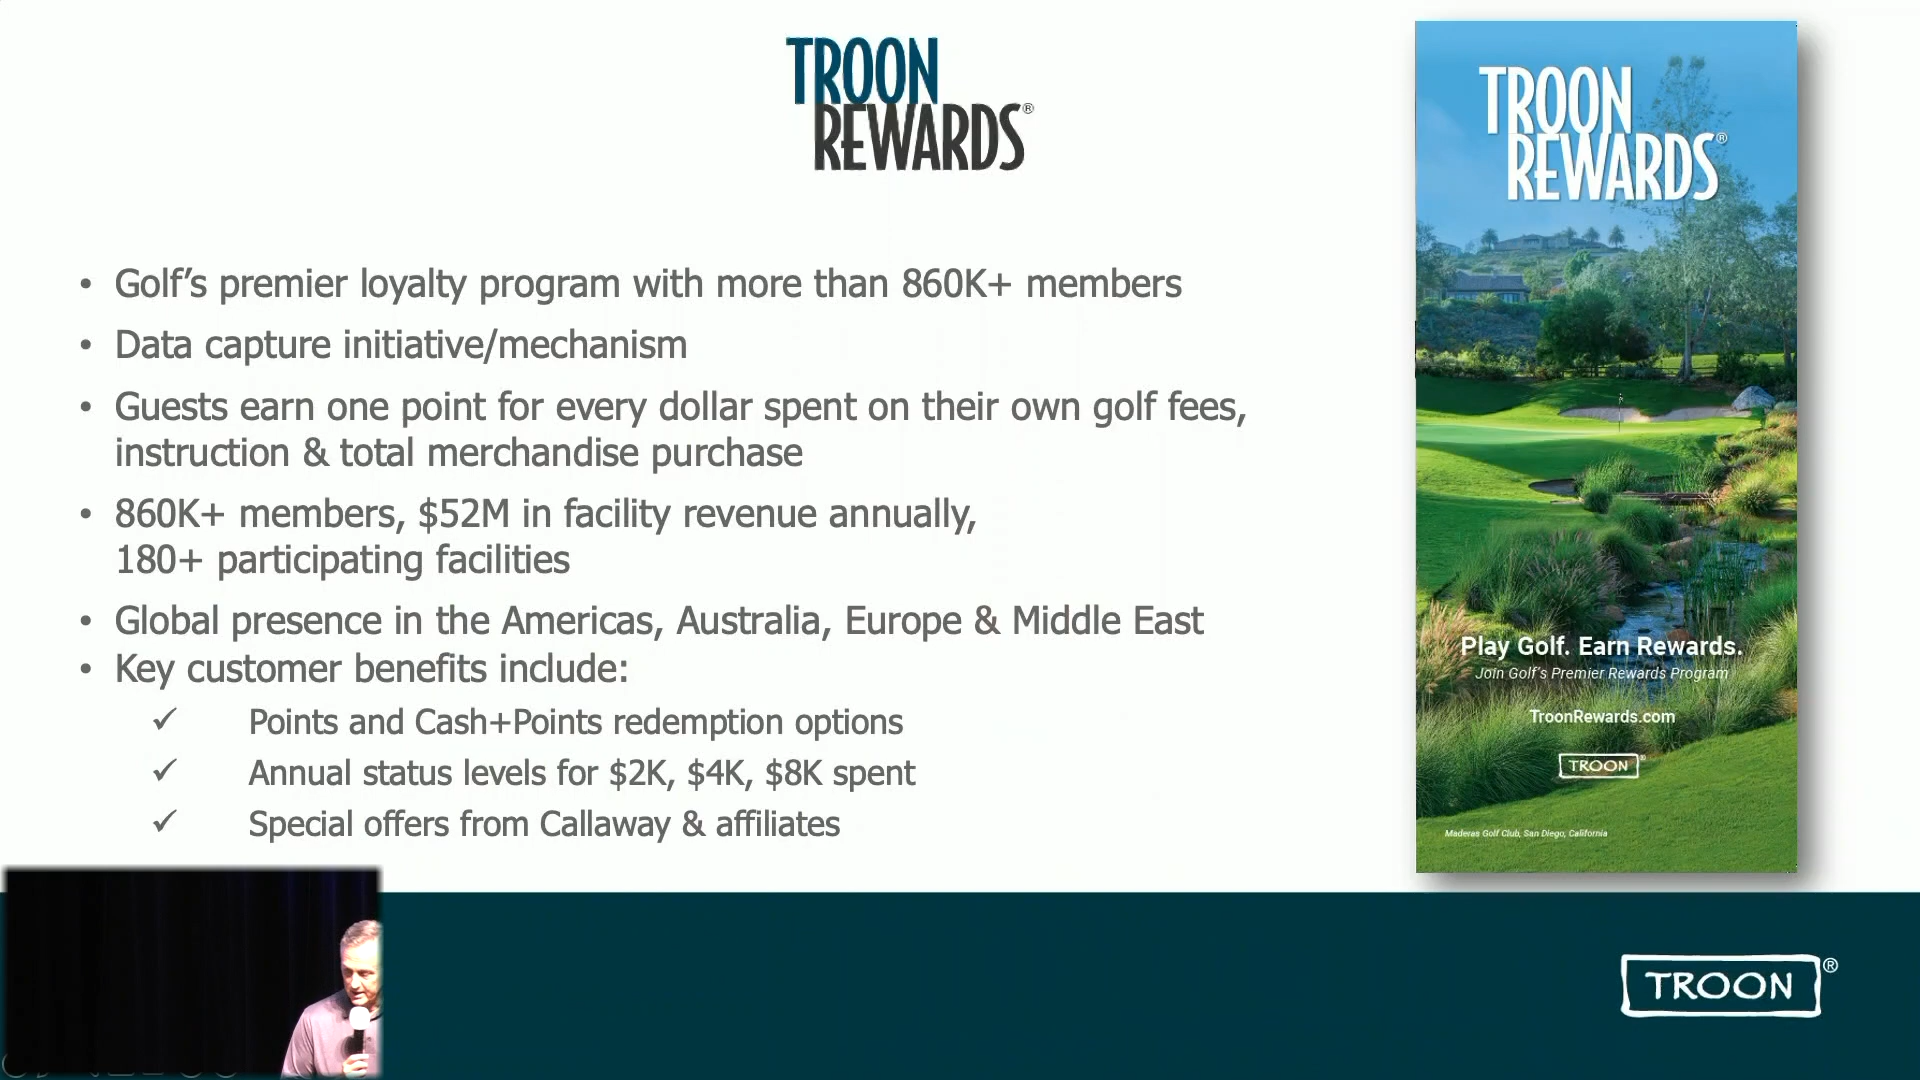 TROON
REWARDS®
• Golf’s premier loyalty program with more than 860K+ members
• Data capture initiative/mechanism
• Guests earn one point for every dollar spent on their own golf fees,
instruction & total merchandise purchase
• 860K+ members, $52M in facility revenue annually,
180+ participating facilities
• Global presence in the Americas, Australia, Europe & Middle East
• Key customer benefits include:
✓ Points and Cash+Points redemption options
✓ Annual status levels for $2K, $4K, $8K spent
✓ Special offers from Callaway & affiliates
TROON
REWARDS®
Play Golf. Earn Rewards.
Join Golf’s Premier Rewards Program
TroonRewards.com
TROON®
Maderas Golf Club, San Diego, California
TROON®